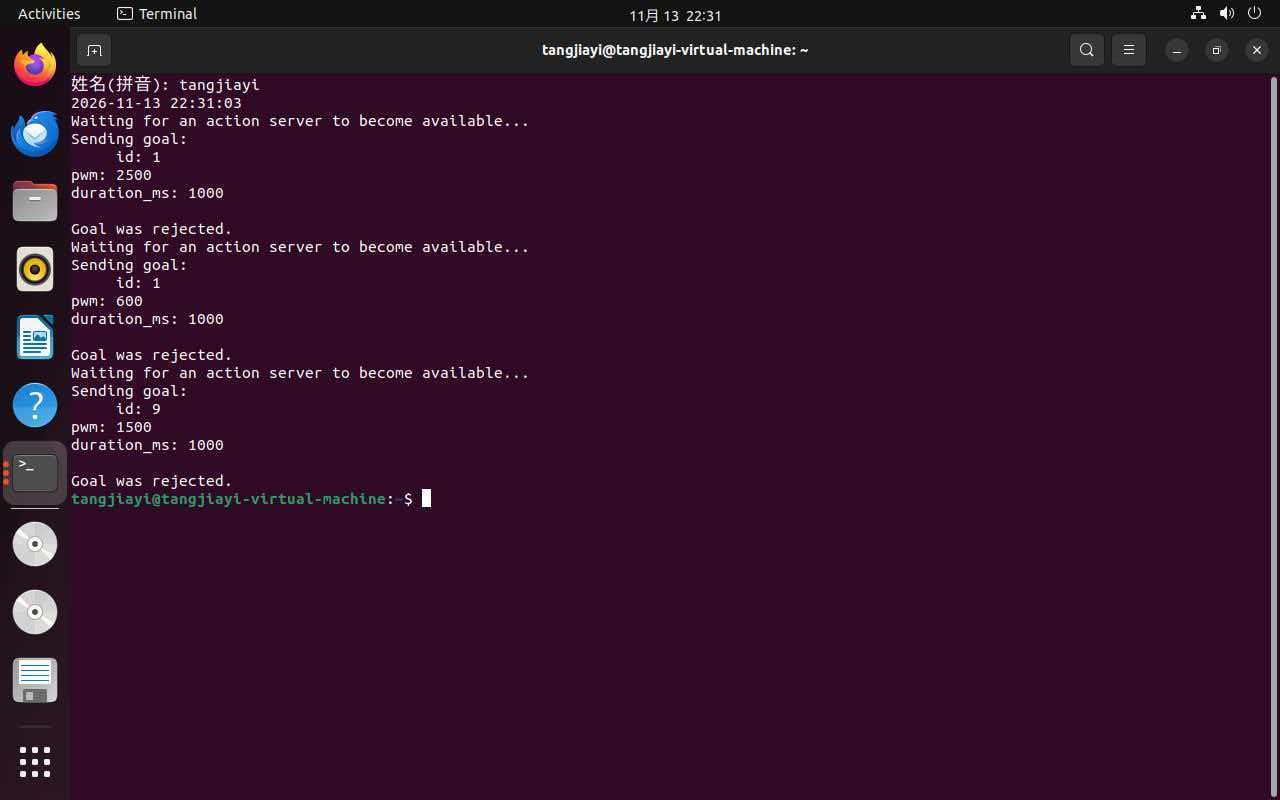 Activities
Terminal
11月 13 22:31
tangjiayi@tangjiayi-virtual-machine: ~
姓名(拼音): tangjiayi
2026-11-13 22:31:03
Waiting for an action server to become available...
Sending goal:
     id: 1
pwm: 2500
duration_ms: 1000

Goal was rejected.
Waiting for an action server to become available...
Sending goal:
     id: 1
pwm: 600
duration_ms: 1000

Goal was rejected.
Waiting for an action server to become available...
Sending goal:
     id: 9
pwm: 1500
duration_ms: 1000

Goal was rejected.
tangjiayi@tangjiayi-virtual-machine:~$